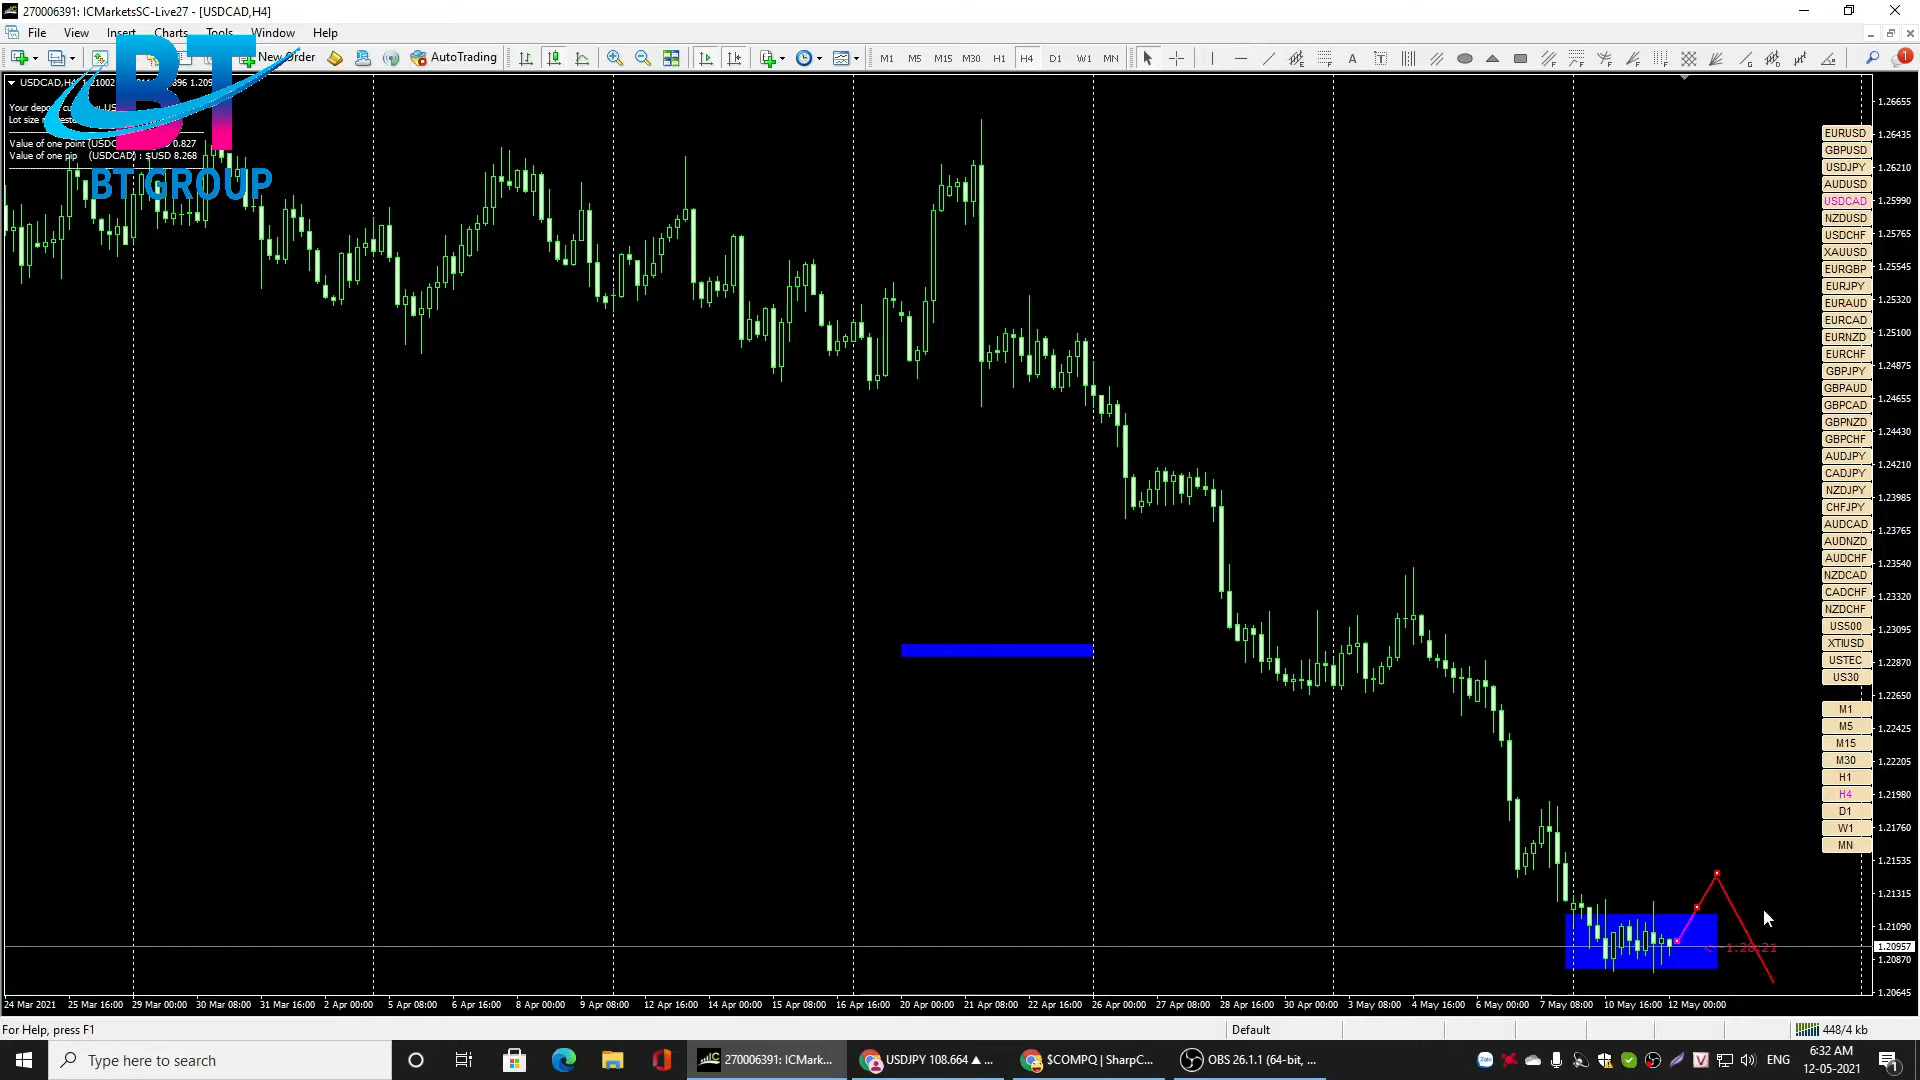 270006391: ICMarketsSC-Live27 - [USDCAD,H4]
File View Insert Charts Tools Window Help
New Order AutoTrading M1 M5 M15 M30 H1 H4 D1 W1 MN
BT
BT GROUP
Value of one point (USDC 0.827
Value of one pip (USDCAD) : $USD 8.268
EURUSD
GBPUSD
USDJPY
AUDUSD
USDCAD
NZDUSD
USDCHF
XAUUSD
EURGBP
EURJPY
EURAUD
EURCAD
EURNZD
EURCHF
GBPJPY
GBPAUD
GBPCAD
GBPNZD
GBPCHF
AUDJPY
CADJPY
NZDJPY
CHFJPY
AUDCAD
AUDNZD
AUDCHF
NZDCAD
CADCHF
NZDCHF
US500
XTIUSD
USTEC
US30
M1
M5
M15
M30
H1
H4
D1
W1
MN
1.26655
1.26435
1.26210
1.25990
1.25765
1.25545
1.25320
1.25100
1.24875
1.24655
1.24430
1.24210
1.23985
1.23765
1.23540
1.23320
1.23095
1.22870
1.22650
1.22425
1.22205
1.21980
1.21760
1.21535
1.21315
1.21090
1.20957
1.20870
1.20645
24 Mar 2021 25 Mar 16:00 29 Mar 00:00 30 Mar 08:00 31 Mar 16:00 2 Apr 00:00 5 Apr 08:00 6 Apr 16:00 8 Apr 00:00 9 Apr 08:00 12 Apr 16:00 14 Apr 00:00 15 Apr 08:00 16 Apr 16:00 20 Apr 00:00 21 Apr 08:00 22 Apr 16:00 26 Apr 00:00 27 Apr 08:00 28 Apr 16:00 30 Apr 00:00 3 May 08:00 4 May 16:00 6 May 00:00 7 May 08:00 10 May 16:00 12 May 00:00
For Help, press F1 Default 448/4 kb
Type here to search 270006391: ICMark... USDJPY 108.664 ▲ ... $COMPQ | SharpC... OBS 26.1.1 (64-bit, ... ENG 6:32 AM
12-05-2021